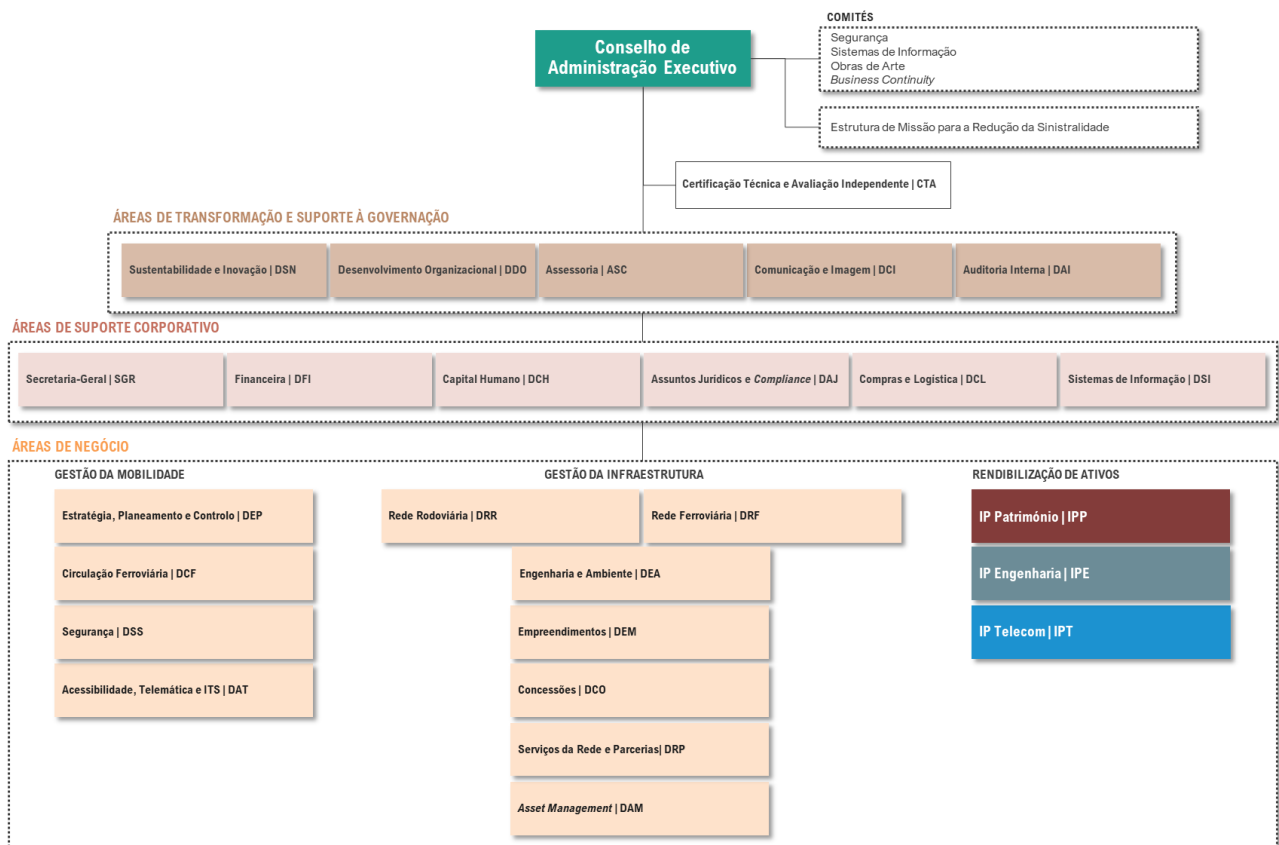 COMITÉS
Conselho de
Administração Executivo
Segurança
Sistemas de Informação
Obras de Arte
Business Continuity
Estrutura de Missão para a Redução da Sinistralidade
Certificação Técnica e Avaliação Independente | CTA
ÁREAS DE TRANSFORMAÇÃO E SUPORTE À GOVERNAÇÃO
Sustentabilidade e Inovação | DSN
Desenvolvimento Organizacional | DDO
Assessoria | ASC
Comunicação e Imagem | DCI
Auditoria Interna | DAI
ÁREAS DE SUPORTE CORPORATIVO
Secretaria-Geral | SGR
Financeira | DFI
Capital Humano | DCH
Assuntos Jurídicos e Compliance | DAJ
Compras e Logística | DCL
Sistemas de Informação | DSI
ÁREAS DE NEGÓCIO
GESTÃO DA MOBILIDADE
Estratégia, Planeamento e Controlo | DEP
Circulação Ferroviária | DCF
Segurança | DSS
Acessibilidade, Telemática e ITS | DAT
GESTÃO DA INFRAESTRUTURA
Rede Rodoviária | DRR
Rede Ferroviária | DRF
Engenharia e Ambiente | DEA
Empreendimentos | DEM
Concessões | DCO
Serviços da Rede e Parcerias| DRP
Asset Management | DAM
RENDIBILIZAÇÃO DE ATIVOS
IP Património | IPP
IP Engenharia | IPE
IP Telecom | IPT